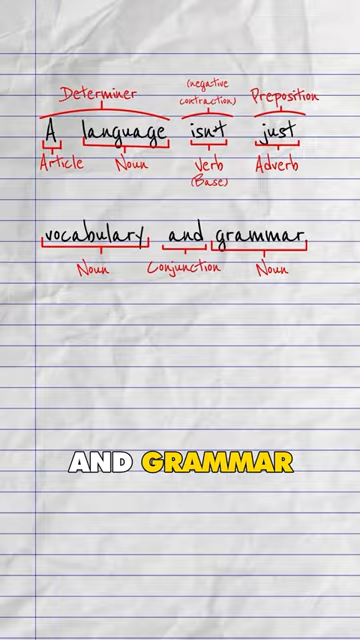 Determiner (negative contraction) Preposition
A language isn't just
Article Noun Verb (Base) Adverb
vocabulary and grammar
Noun Conjunction Noun
AND GRAMMAR